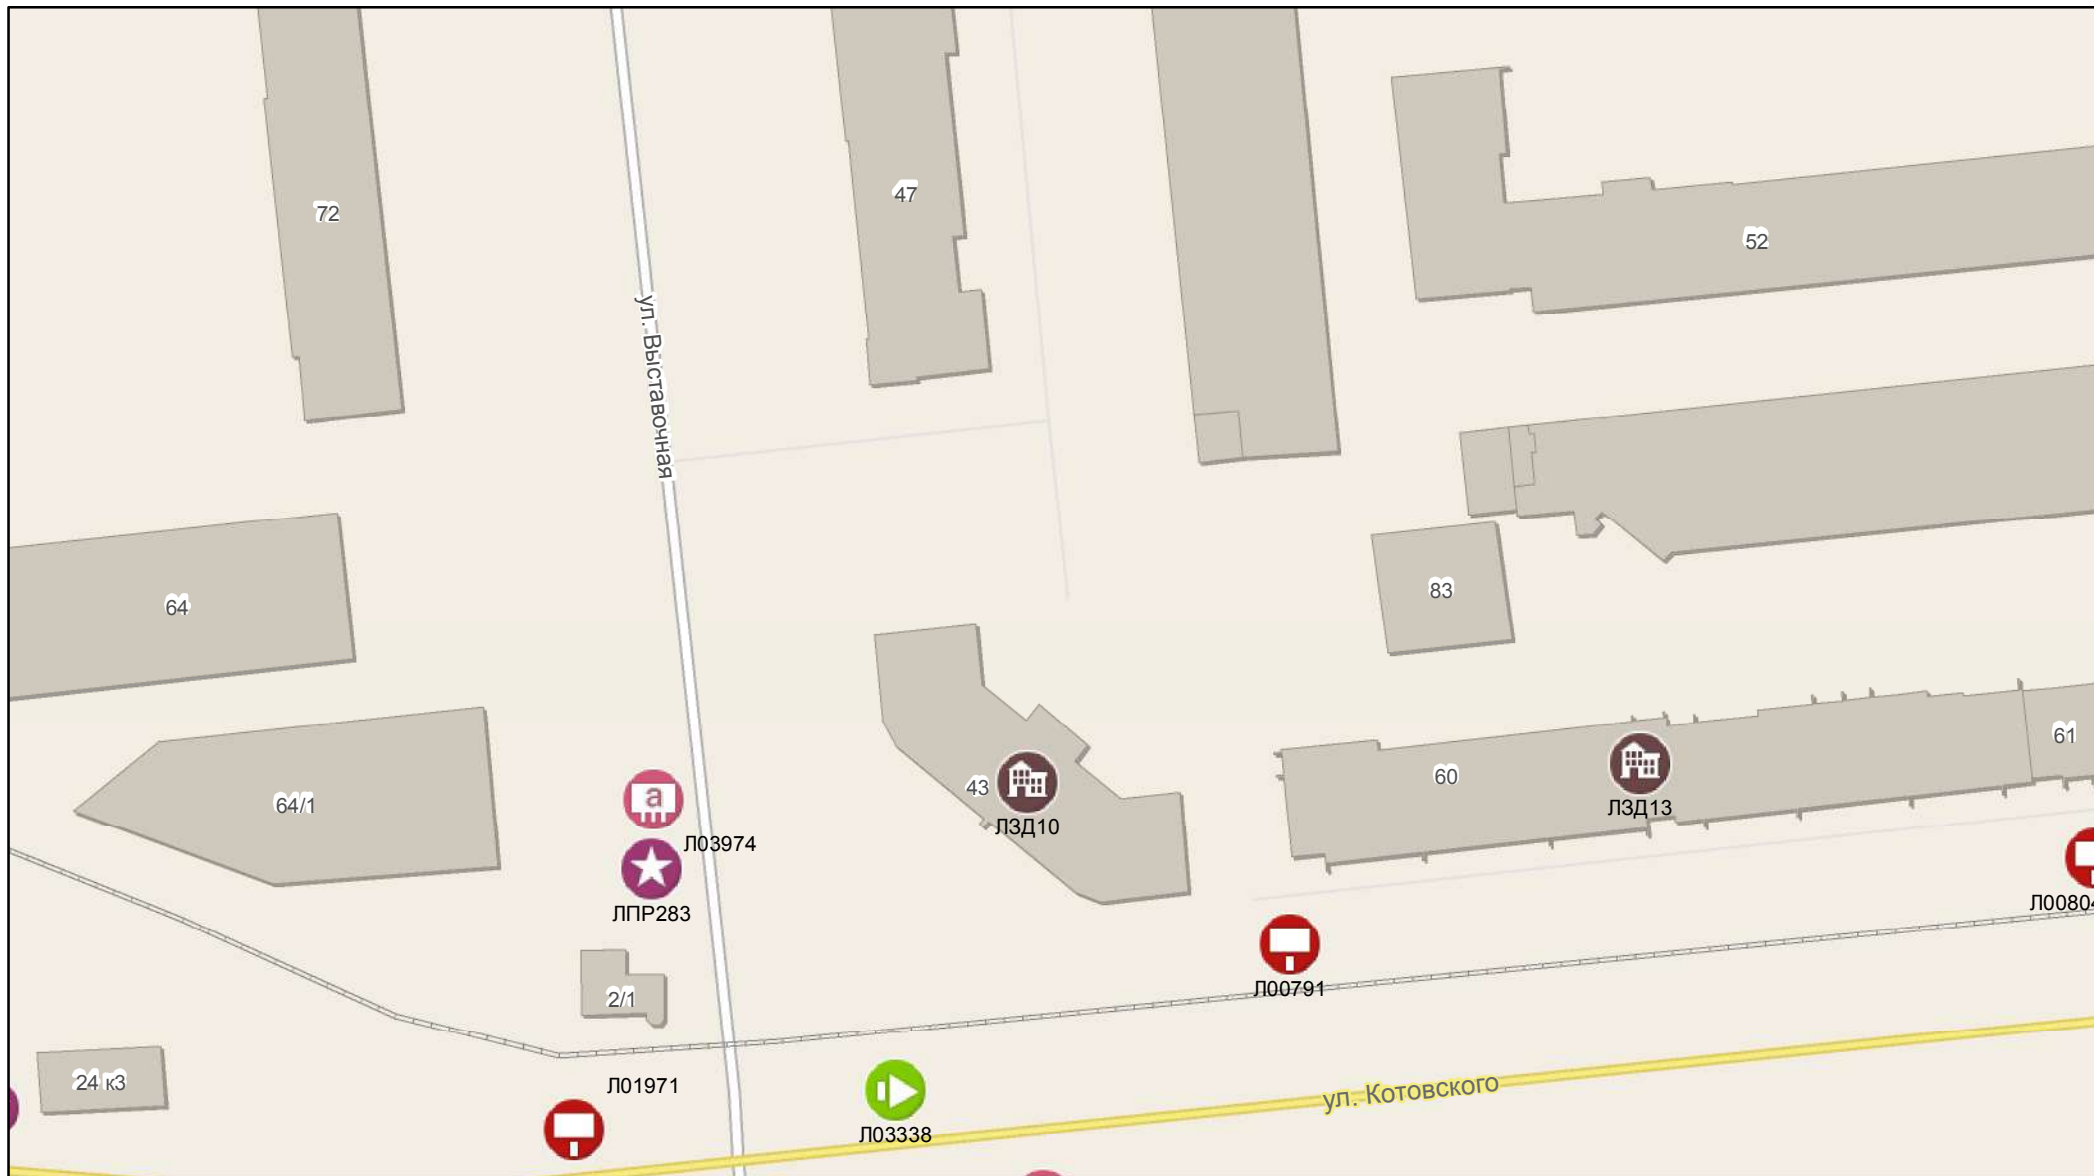 47
72
52
ул. Выставочная
83
64
61
60
43
64/1
a
ЛЗД13
ЛЗД10
Л03974
Л00804
ЛПР283
Л00791
2/1
24 к3
Л01971
ул. Котовского
Л03338